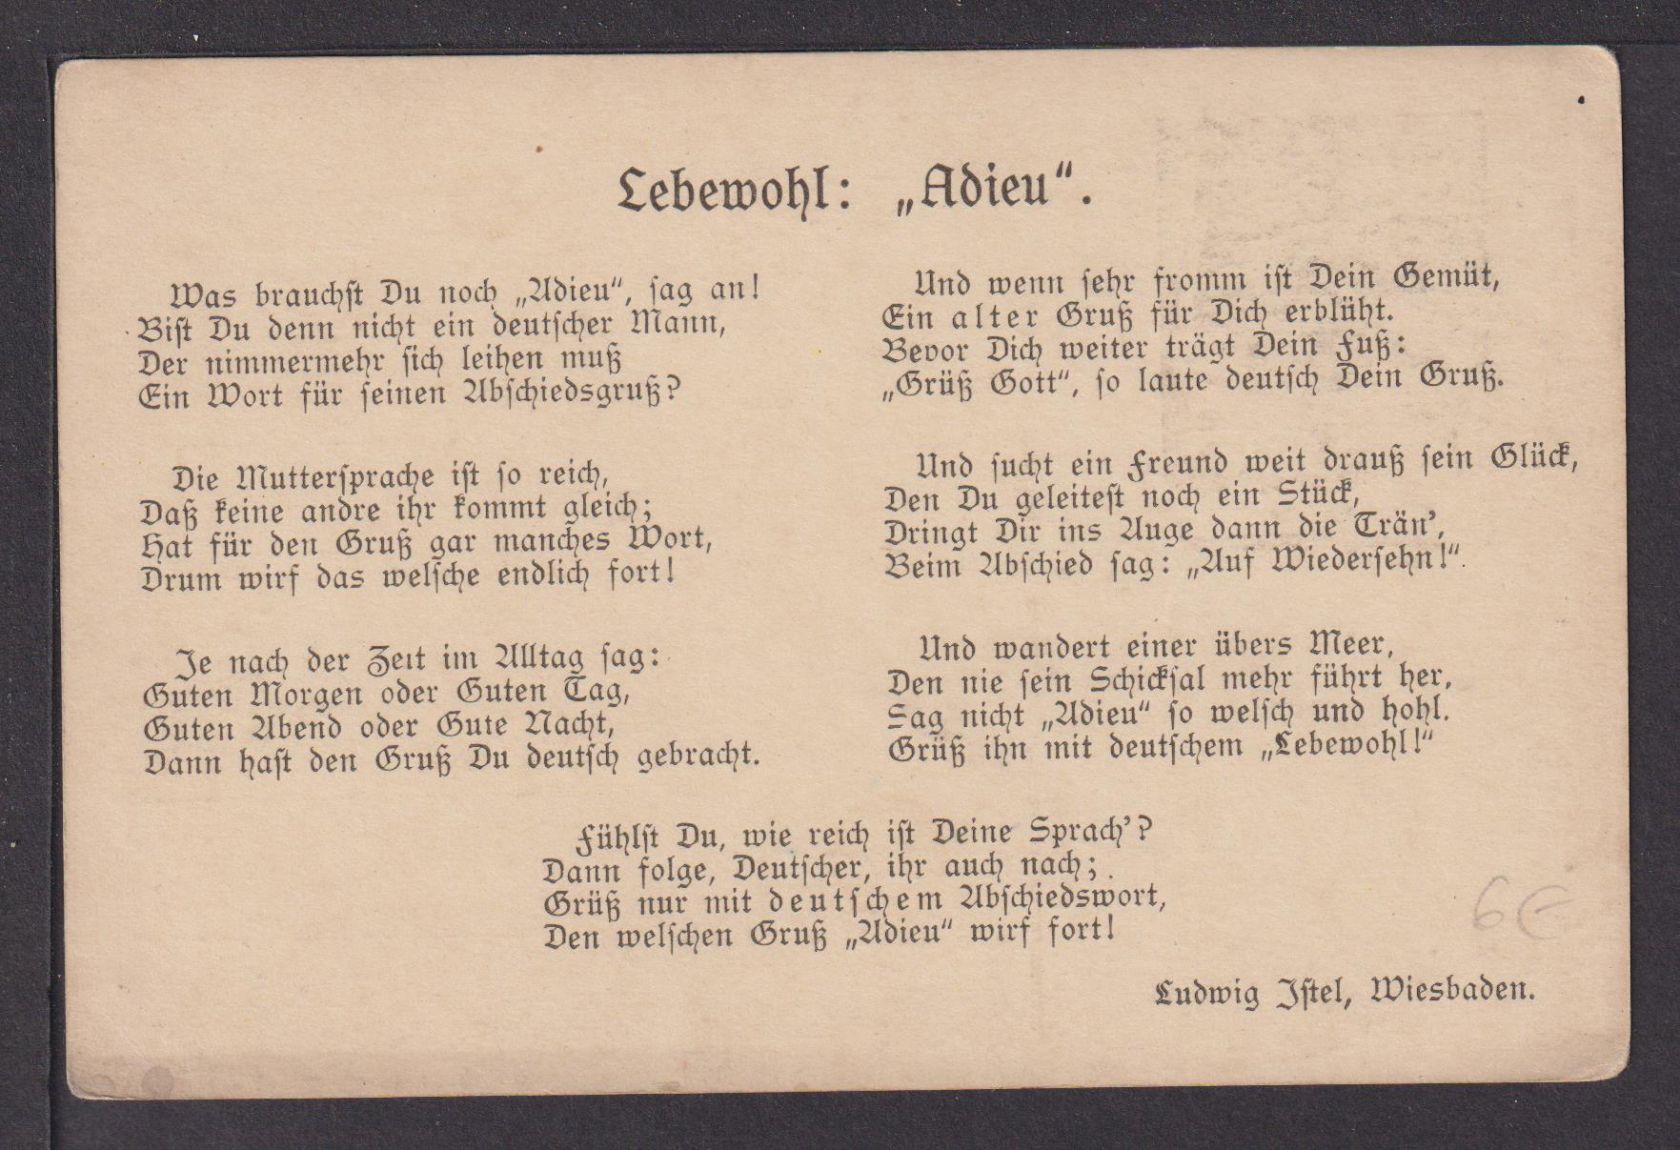 Lebewohl: „Adieu“.
Was brauchst Du noch „Adieu“, sag an!
Bist Du denn nicht ein deutscher Mann,
Der nimmermehr sich leihen muß
Ein Wort für seinen Abschiedsgruß?
Die Muttersprache ist so reich,
Daß keine andre ihr kommt gleich;
Hat für den Gruß gar manches Wort,
Drum wirf das welsche endlich fort!
Je nach der Zeit im Alltag sag:
Guten Morgen oder Guten Tag,
Guten Abend oder Gute Nacht,
Dann hast den Gruß Du deutsch gebracht.
Und wenn sehr fromm ist Dein Gemüt,
Ein alter Gruß für Dich erblüht.
Bevor Dich weiter trägt Dein Fuß:
„Grüß Gott“, so laute deutsch Dein Gruß.
Und sucht ein Freund weit drauß sein Glück,
Den Du geleitest noch ein Stück,
Dringt Dir ins Auge dann die Trän’,
Beim Abschied sag: „Auf Wiedersehn!“
Und wandert einer übers Meer,
Den nie sein Schicksal mehr führt her,
Sag nicht „Adieu“ so welsch und hohl.
Grüß ihn mit deutschem „Lebewohl!“
Fühlst Du, wie reich ist Deine Sprach’?
Dann folge, Deutscher, ihr auch nach;
Grüß nur mit deutschem Abschiedswort,
Den welschen Gruß „Adieu“ wirf fort!
6€
Ludwig Istel, Wiesbaden.